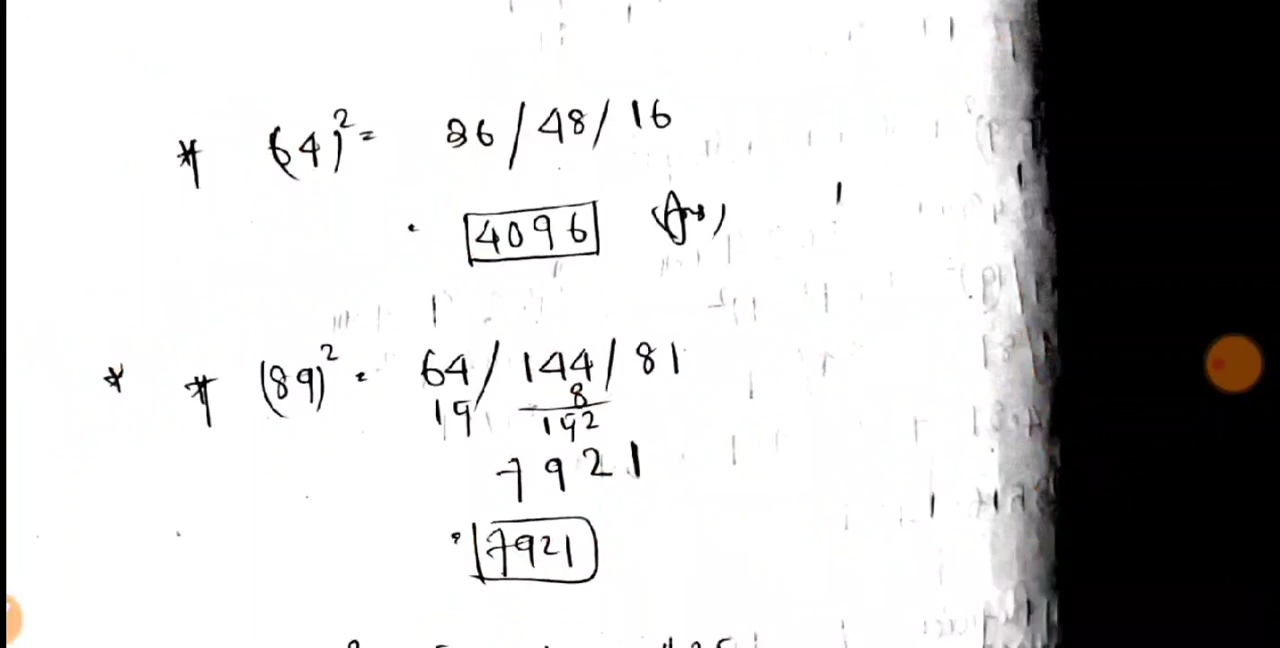 * (64)² = 36/48/16
4096 Ans,
* * (89)² = 64/144/81
19 8
192
7921
7921